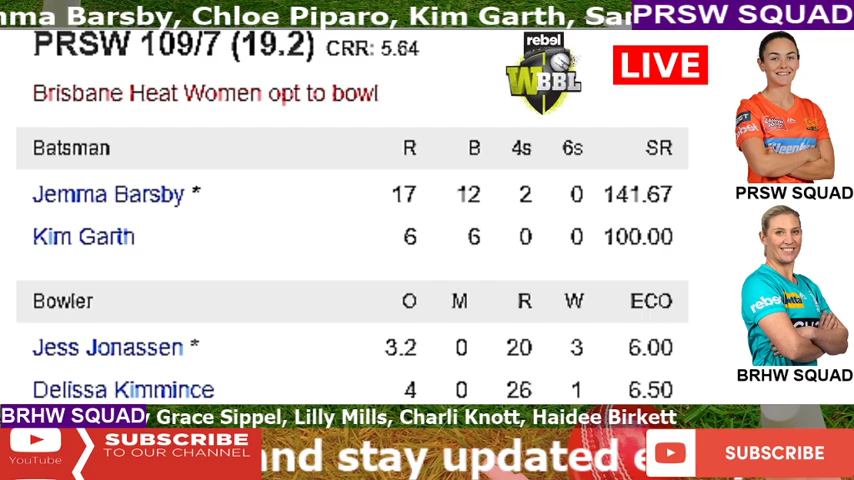 mma Barsby, Chloe Piparo, Kim Garth, Sar
PRSW SQUAD
PRSW 109/7 (19.2) CRR: 5.64
rebel
WBBL
LIVE
Brisbane Heat Women opt to bowl
Batsman R B 4s 6s SR
Jemma Barsby * 17 12 2 0 141.67
Kim Garth 6 6 0 0 100.00
PRSW SQUAD
Bowler O M R W ECO
rebel
Jess Jonassen * 3.2 0 20 3 6.00
Delissa Kimmince 4 0 26 1 6.50
BRHW SQUAD
BRHW SQUAD y Grace Sippel, Lilly Mills, Charli Knott, Haidee Birkett
YouTube
SUBSCRIBE
TO OUR CHANNEL
and stay updated e
SUBSCRIBE